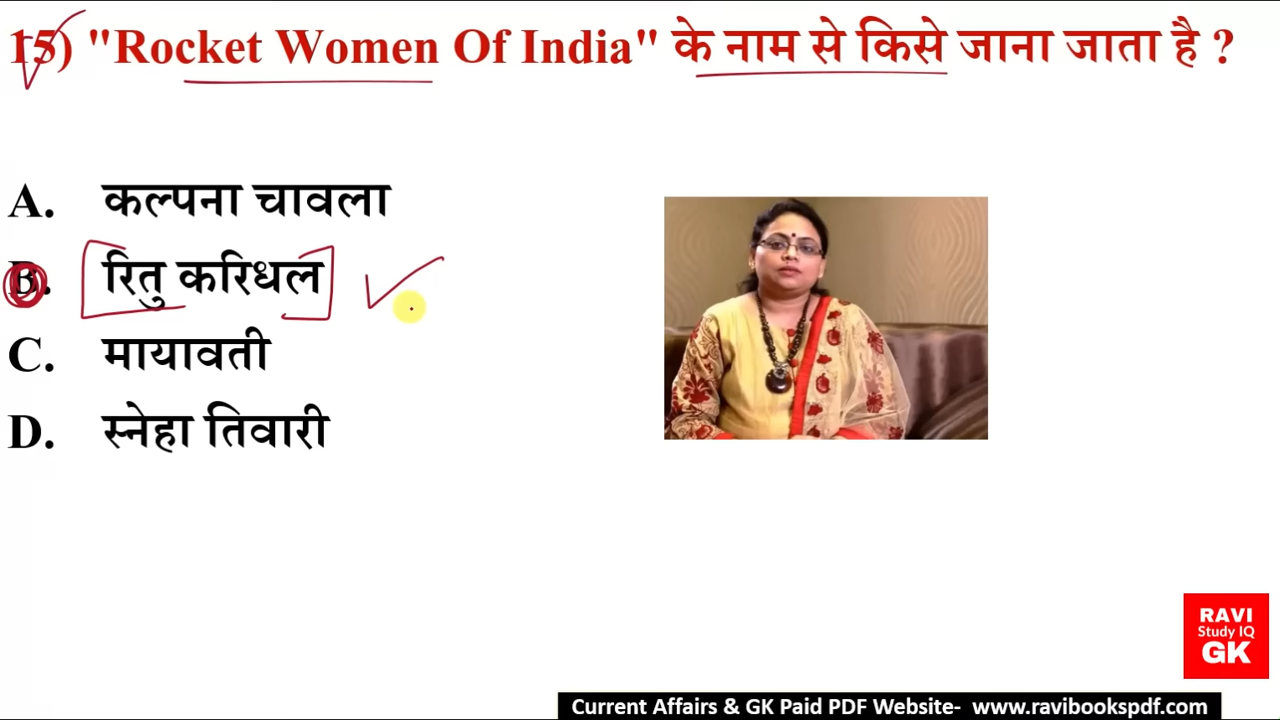 15) "Rocket Women Of India" के नाम से किसे जाना जाता है ?
A. कल्पना चावला
B. रितु करिधल
C. मायावती
D. स्नेहा तिवारी
RAVI
Study IQ
GK
Current Affairs & GK Paid PDF Website- www.ravibookspdf.com